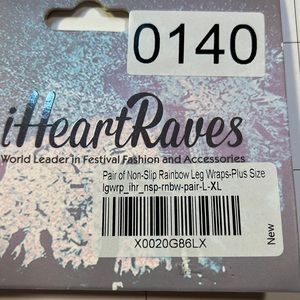 0140
iHeartRaves
World Leader in Festival Fashion and Accessories
Pair of Non-Slip Rainbow Leg Wraps-Plus Size
lgwrp_ihr_nsp-rnbw-pair-L-XL
X0020G86LX
New